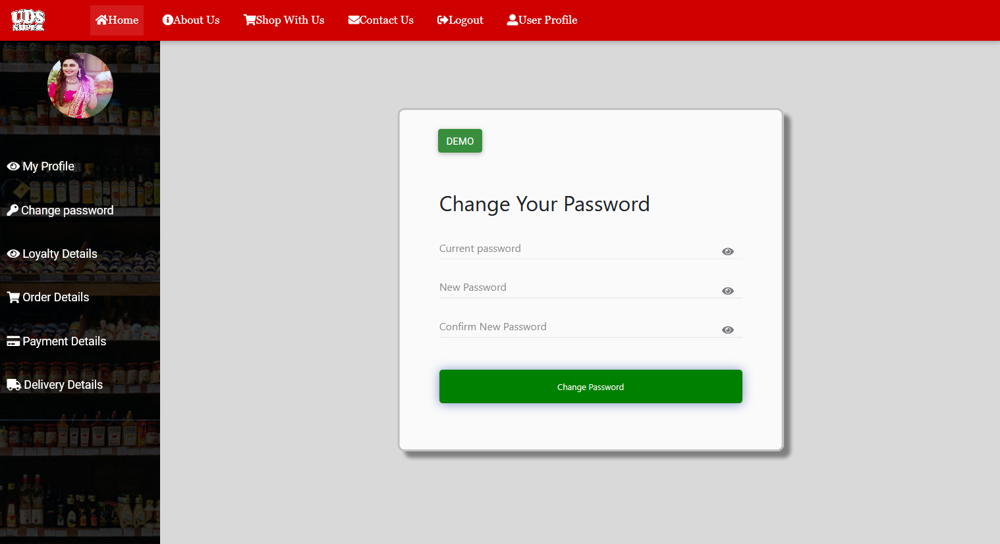 UDS
SUPER
Home About Us Shop With Us Contact Us Logout User Profile
My Profile
Change password
Loyalty Details
Order Details
Payment Details
Delivery Details
DEMO
Change Your Password
Current password
New Password
Confirm New Password
Change Password